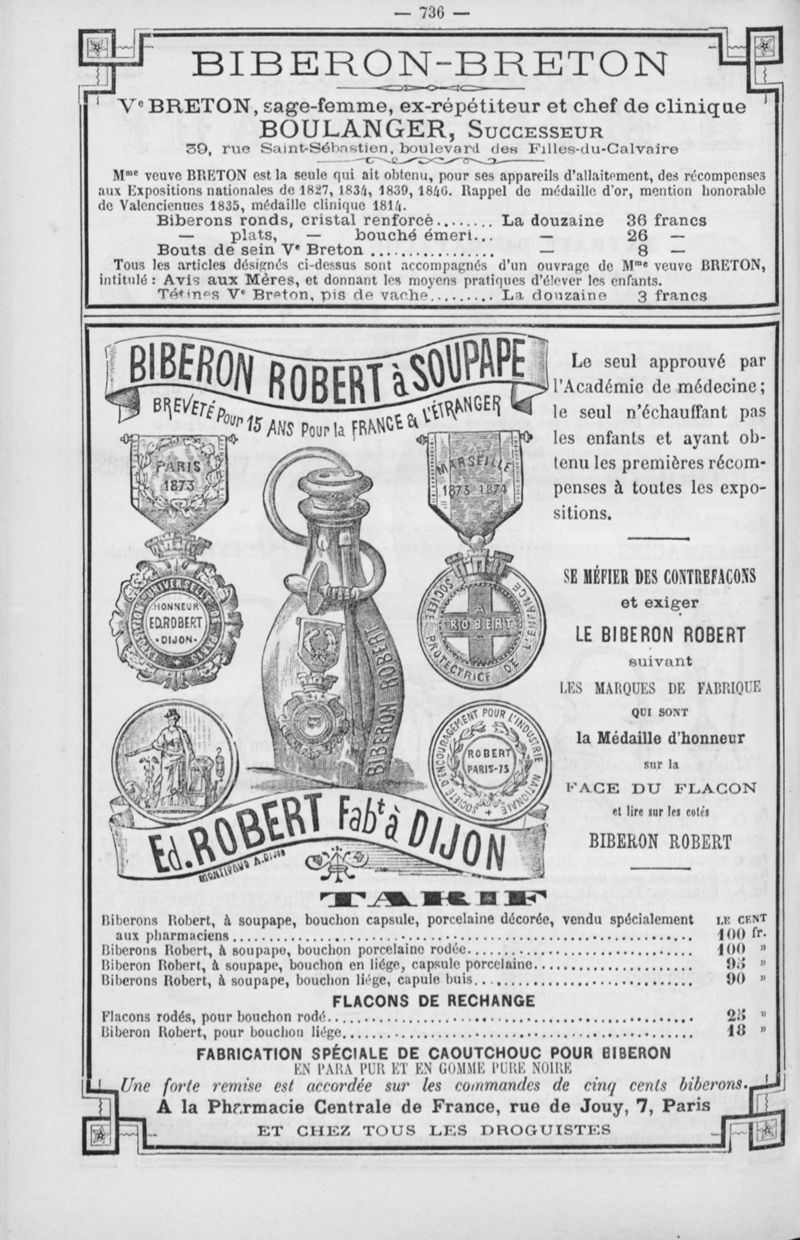 — 736 —
BIBERON-BRETON
Vᵉ BRETON, sage-femme, ex-répétiteur et chef de clinique
BOULANGER, SUCCESSEUR
39, rue Saint-Sébastien, boulevard des Filles-du-Calvaire
Mᵐᵉ veuve BRETON est la seule qui ait obtenu, pour ses appareils d'allaitement, des récompenses
aux Expositions nationales de 1827, 1834, 1839, 1846. Rappel de médaille d'or, mention honorable
de Valenciennes 1835, médaille clinique 1814.
Biberons ronds, cristal renforcé........ La douzaine 36 francs
— plats, — bouché émeri... — 26 —
Bouts de sein Vᵉ Breton ................. — 8 —
Tous les articles désignés ci-dessus sont accompagnés d'un ouvrage de Mᵐᵉ veuve BRETON,
intitulé : Avis aux Mères, et donnant les moyens pratiques d'élever les enfants.
Tétines Vᵉ Breton, pis de vache......... La douzaine 3 francs
BIBERON ROBERT à SOUPAPE
BREVETÉ Pour 15 ANS Pour la FRANCE & L'ÉTRANGER
PARIS
1873
MARSEILLE
1873 1874
EXPOSITION UNIVERSELLE DE PARIS
HONNEUR
ED.ROBERT
DIJON
SOCIÉTÉ PROTECTRICE DE L'ENFANCE
A
ROBERT
BIBERON ROBERT
BIBERON ROBERT
SOCIÉTÉ D'ENCOURAGEMENT POUR L'INDUSTRIE NATIONALE
ROBERT
PARIS-75
Ed. ROBERT Fabᵗ à DIJON
Le seul approuvé par
l'Académie de médecine;
le seul n'échauffant pas
les enfants et ayant ob-
tenu les premières récom-
penses à toutes les expo-
sitions.
SE MÉFIER DES CONTREFAÇONS
et exiger
LE BIBERON ROBERT
suivant
LES MARQUES DE FABRIQUE
QUI SONT
la Médaille d'honneur
sur la
FACE DU FLACON
et lire sur les cotés
BIBERON ROBERT
TARIF
LE CENT
Biberons Robert, à soupape, bouchon capsule, porcelaine décorée, vendu spécialement
aux pharmaciens........................ 100 fr.
Biberons Robert, à soupape, bouchon porcelaine rodée........................ 100 »
Biberon Robert, à soupape, bouchon en liége, capsule porcelaine........................ 95 »
Biberons Robert, à soupape, bouchon liége, capule buis........................ 90 »
FLACONS DE RECHANGE
Flacons rodés, pour bouchon rodé........................ 25 »
Biberon Robert, pour bouchon liége........................ 18 »
FABRICATION SPÉCIALE DE CAOUTCHOUC POUR BIBERON
EN PARA PUR ET EN GOMME PURE NOIRE
Une forte remise est accordée sur les commandes de cinq cents biberons.
A la Pharmacie Centrale de France, rue de Jouy, 7, Paris
ET CHEZ TOUS LES DROGUISTES